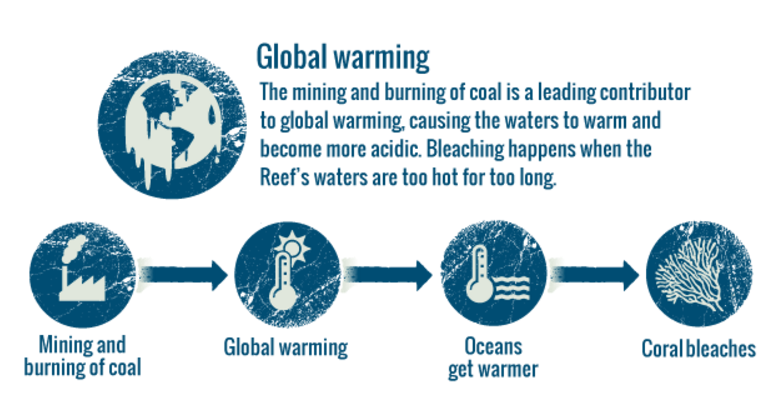 Global warming
The mining and burning of coal is a leading contributor
to global warming, causing the waters to warm and
become more acidic. Bleaching happens when the
Reef's waters are too hot for too long.
Mining and
burning of coal
Global warming
Oceans
get warmer
Coral bleaches